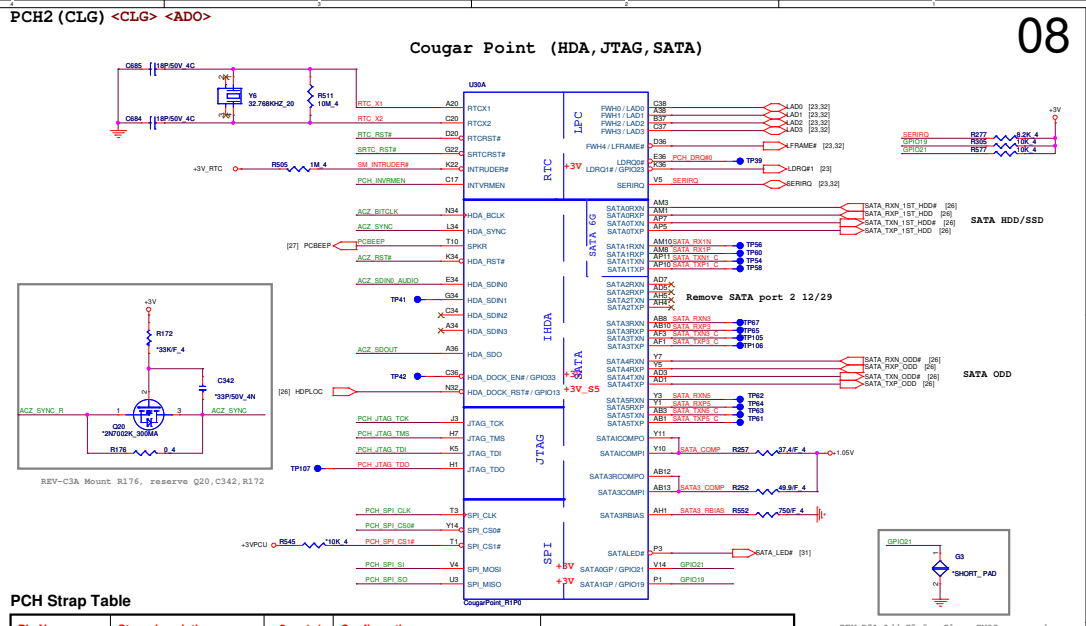 4 3 2 1
PCH2(CLG) <CLG> <ADO>
08
Cougar Point (HDA,JTAG,SATA)
C685 18P/50V_4C
Y6
32.768KHZ_20
R511
10M_4
C684 18P/50V_4C
U30A
RTC_X1 A20 RTCX1
RTC_X2 C20 RTCX2
RTC_RST# D20 RTCRST#
SRTC_RST# G22 SRTCRST#
+3V_RTC R505 1M_4 SM_INTRUDER# K22 INTRUDER#
PCH_INVRMEN C17 INTVRMEN
RTC
LPC
+3V
FWH0 / LAD0 C38 LAD0 [23,32]
FWH1 / LAD1 A38 LAD1 [23,32]
FWH2 / LAD2 B37 LAD2 [23,32]
FWH3 / LAD3 C37 LAD3 [23,32]
FWH4 / LFRAME# D36 LFRAME# [23,32]
LDRQ0# E36 PCH_DRQ#0 TP39
LDRQ1# / GPIO23 K36 LDRQ#1 [23]
SERIRQ V5 SERIRQ SERIRQ [23,32]
+3V
SERIRQ R277 8.2K_4
GPIO19 R305 10K_4
GPIO21 R577 10K_4
ACZ_BITCLK N34 HDA_BCLK
ACZ_SYNC L34 HDA_SYNC
[27] PCBEEP PCBEEP T10 SPKR
ACZ_RST# K34 HDA_RST#
ACZ_SDIN0_AUDIO E34 HDA_SDIN0
TP41 G34 HDA_SDIN1
C34 HDA_SDIN2
A34 HDA_SDIN3
ACZ_SDOUT A36 HDA_SDO
TP42 C36 HDA_DOCK_EN# / GPIO33 +3V
[26] HDPLOC N32 HDA_DOCK_RST# / GPIO13 +3V_S5
IHDA
SATA 6G
SATA
SATA0RXN AM3 SATA_RXN_1ST_HDD# [26]
SATA0RXP AM1 SATA_RXP_1ST_HDD [26]
SATA0TXN AP7 SATA_TXN_1ST_HDD# [26]
SATA0TXP AP5 SATA_TXP_1ST_HDD [26]
SATA HDD/SSD
SATA1RXN AM10 SATA_RX1N TP56
SATA1RXP AM8 SATA_RX1P TP60
SATA1TXN AP11 SATA_TXN1_C TP54
SATA1TXP AP10 SATA_TXP1_C TP58
SATA2RXN AD7
SATA2RXP AD5
SATA2TXN AH5
SATA2TXP AH4
Remove SATA port 2 12/29
SATA3RXN AB8 SATA_RXN3 TP67
SATA3RXP AB10 SATA_RXP3 TP65
SATA3TXN AF3 SATA_TXN3_C TP105
SATA3TXP AF1 SATA_TXP3_C TP106
SATA4RXN Y7 SATA_RXN_ODD# [26]
SATA4RXP Y5 SATA_RXP_ODD [26]
SATA4TXN AD3 SATA_TXN_ODD# [26]
SATA4TXP AD1 SATA_TXP_ODD [26]
SATA ODD
SATA5RXN Y3 SATA_RXN5 TP62
SATA5RXP Y1 SATA_RXP5 TP64
SATA5TXN AB3 SATA_TXN5_C TP63
SATA5TXP AB1 SATA_TXP5_C TP61
SATAICOMPO Y11
SATAICOMPI Y10 SATA_COMP R257 37.4/F_4 +1.05V
SATA3RCOMPO AB12
SATA3COMPI AB13 SATA3_COMP R252 49.9/F_4
SATA3RBIAS AH1 SATA3_RBIAS R552 750/F_4
SATALED# P3 SATA_LED# [31]
+3V SATA0GP / GPIO21 V14 GPIO21
+3V SATA1GP / GPIO19 P1 GPIO19
+3V
R172
*33K/F_4
C342
*33P/50V_4N
ACZ_SYNC_R 1 2 3 ACZ_SYNC
Q20
*2N7002K_300MA
R176 0_4
REV-C3A Mount R176, reserve Q20,C342,R172
PCH_JTAG_TCK J3 JTAG_TCK
PCH_JTAG_TMS H7 JTAG_TMS
PCH_JTAG_TDI K5 JTAG_TDI
TP107 PCH_JTAG_TDO H1 JTAG_TDO
JTAG
PCH_SPI_CLK T3 SPI_CLK
PCH_SPI_CS0# Y14 SPI_CS0#
+3VPCU R545 *10K_4 PCH_SPI_CS1# T1 SPI_CS1#
PCH_SPI_SI V4 SPI_MOSI
PCH_SPI_SO U3 SPI_MISO
SPI
CougarPoint_R1P0
GPIO21
1
G3
*SHORT_PAD
2
PCH Strap Table